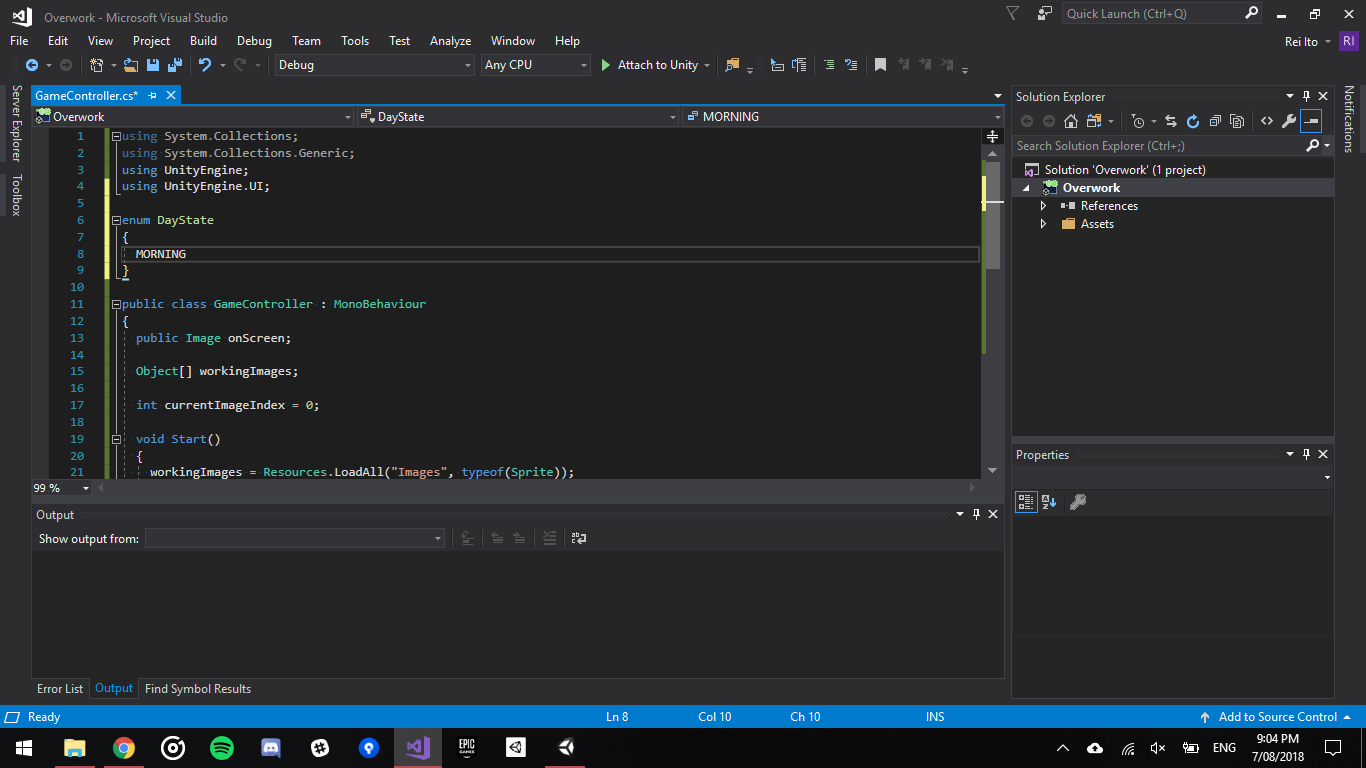 Overwork - Microsoft Visual Studio
Quick Launch (Ctrl+Q)
File Edit View Project Build Debug Team Tools Test Analyze Window Help
Rei Ito RI
Debug Any CPU Attach to Unity
Server Explorer
Toolbox
GameController.cs*
Overwork DayState MORNING
1 using System.Collections;
2 using System.Collections.Generic;
3 using UnityEngine;
4 using UnityEngine.UI;
5
6 enum DayState
7 {
8 MORNING
9 }
10
11 public class GameController : MonoBehaviour
12 {
13 public Image onScreen;
14
15 Object[] workingImages;
16
17 int currentImageIndex = 0;
18
19 void Start()
20 {
21 workingImages = Resources.LoadAll("Images", typeof(Sprite));
99 %
Output
Show output from:
Error List Output Find Symbol Results
Solution Explorer
Search Solution Explorer (Ctrl+;)
Solution 'Overwork' (1 project)
Overwork
References
Assets
Properties
Notifications
Ready Ln 8 Col 10 Ch 10 INS Add to Source Control
EPIC GAMES
ENG
9:04 PM
7/08/2018